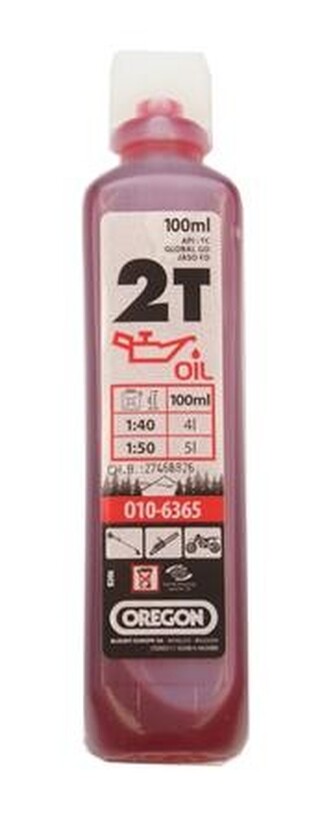 100ml
API: TC
GLOBAL GD
JASO FD
2T
OIL
100ml
1:40 4l
1:50 5l
010-6365
OREGON